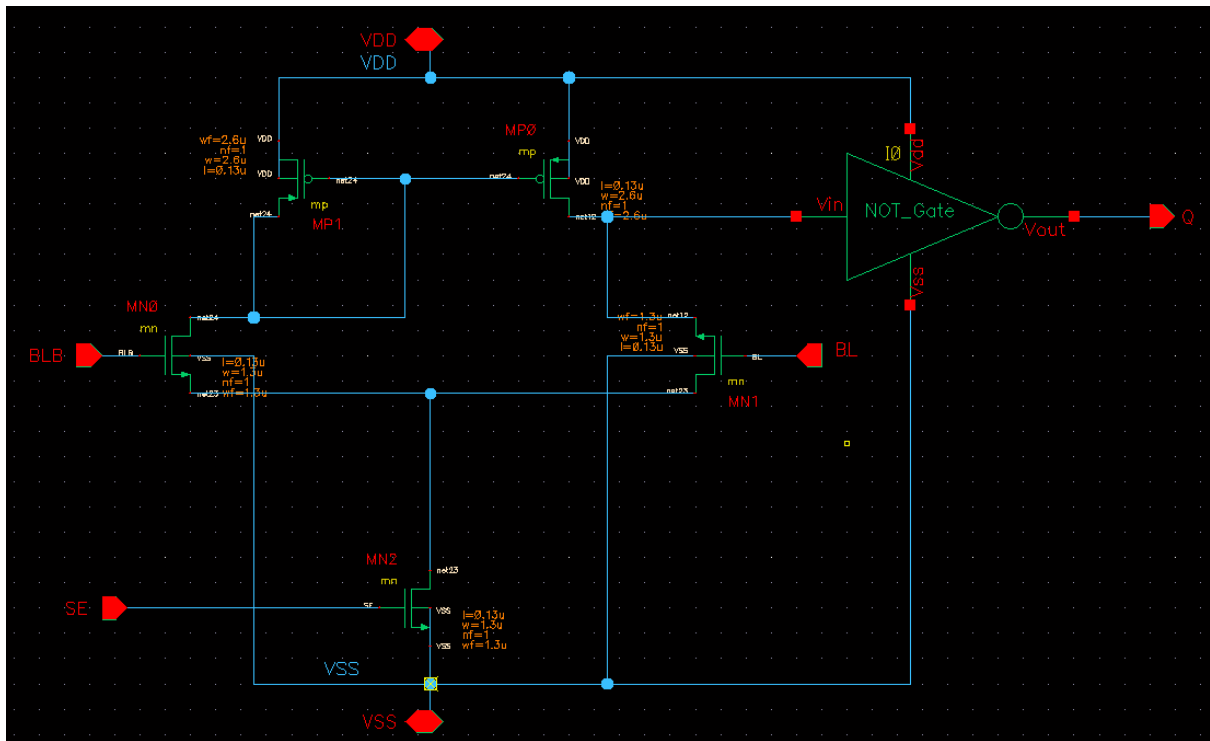 VDD
VDD
MP0
mp
wf=2.6u
nf=1
w=2.6u
l=0.13u
VDD
VDD
net24
net24
mp
MP1
VDD
VDD
net24
net12
l=0.13u
w=2.6u
nf=1
=2.6u
I0
Vdd
Vin
NOT_Gate
Vout
Q
Vss
MN0
mn
net24
BLB
BLB
VSS
l=0.13u
w=1.3u
nf=1
wf=1.3u
net23
wf=1.3u
nf=1
w=1.3u
l=0.13u
net12
VSS
BL
BL
mn
MN1
net23
MN2
mn
net23
SE
SE
VSS
l=0.13u
w=1.3u
nf=1
wf=1.3u
VSS
VSS
VSS